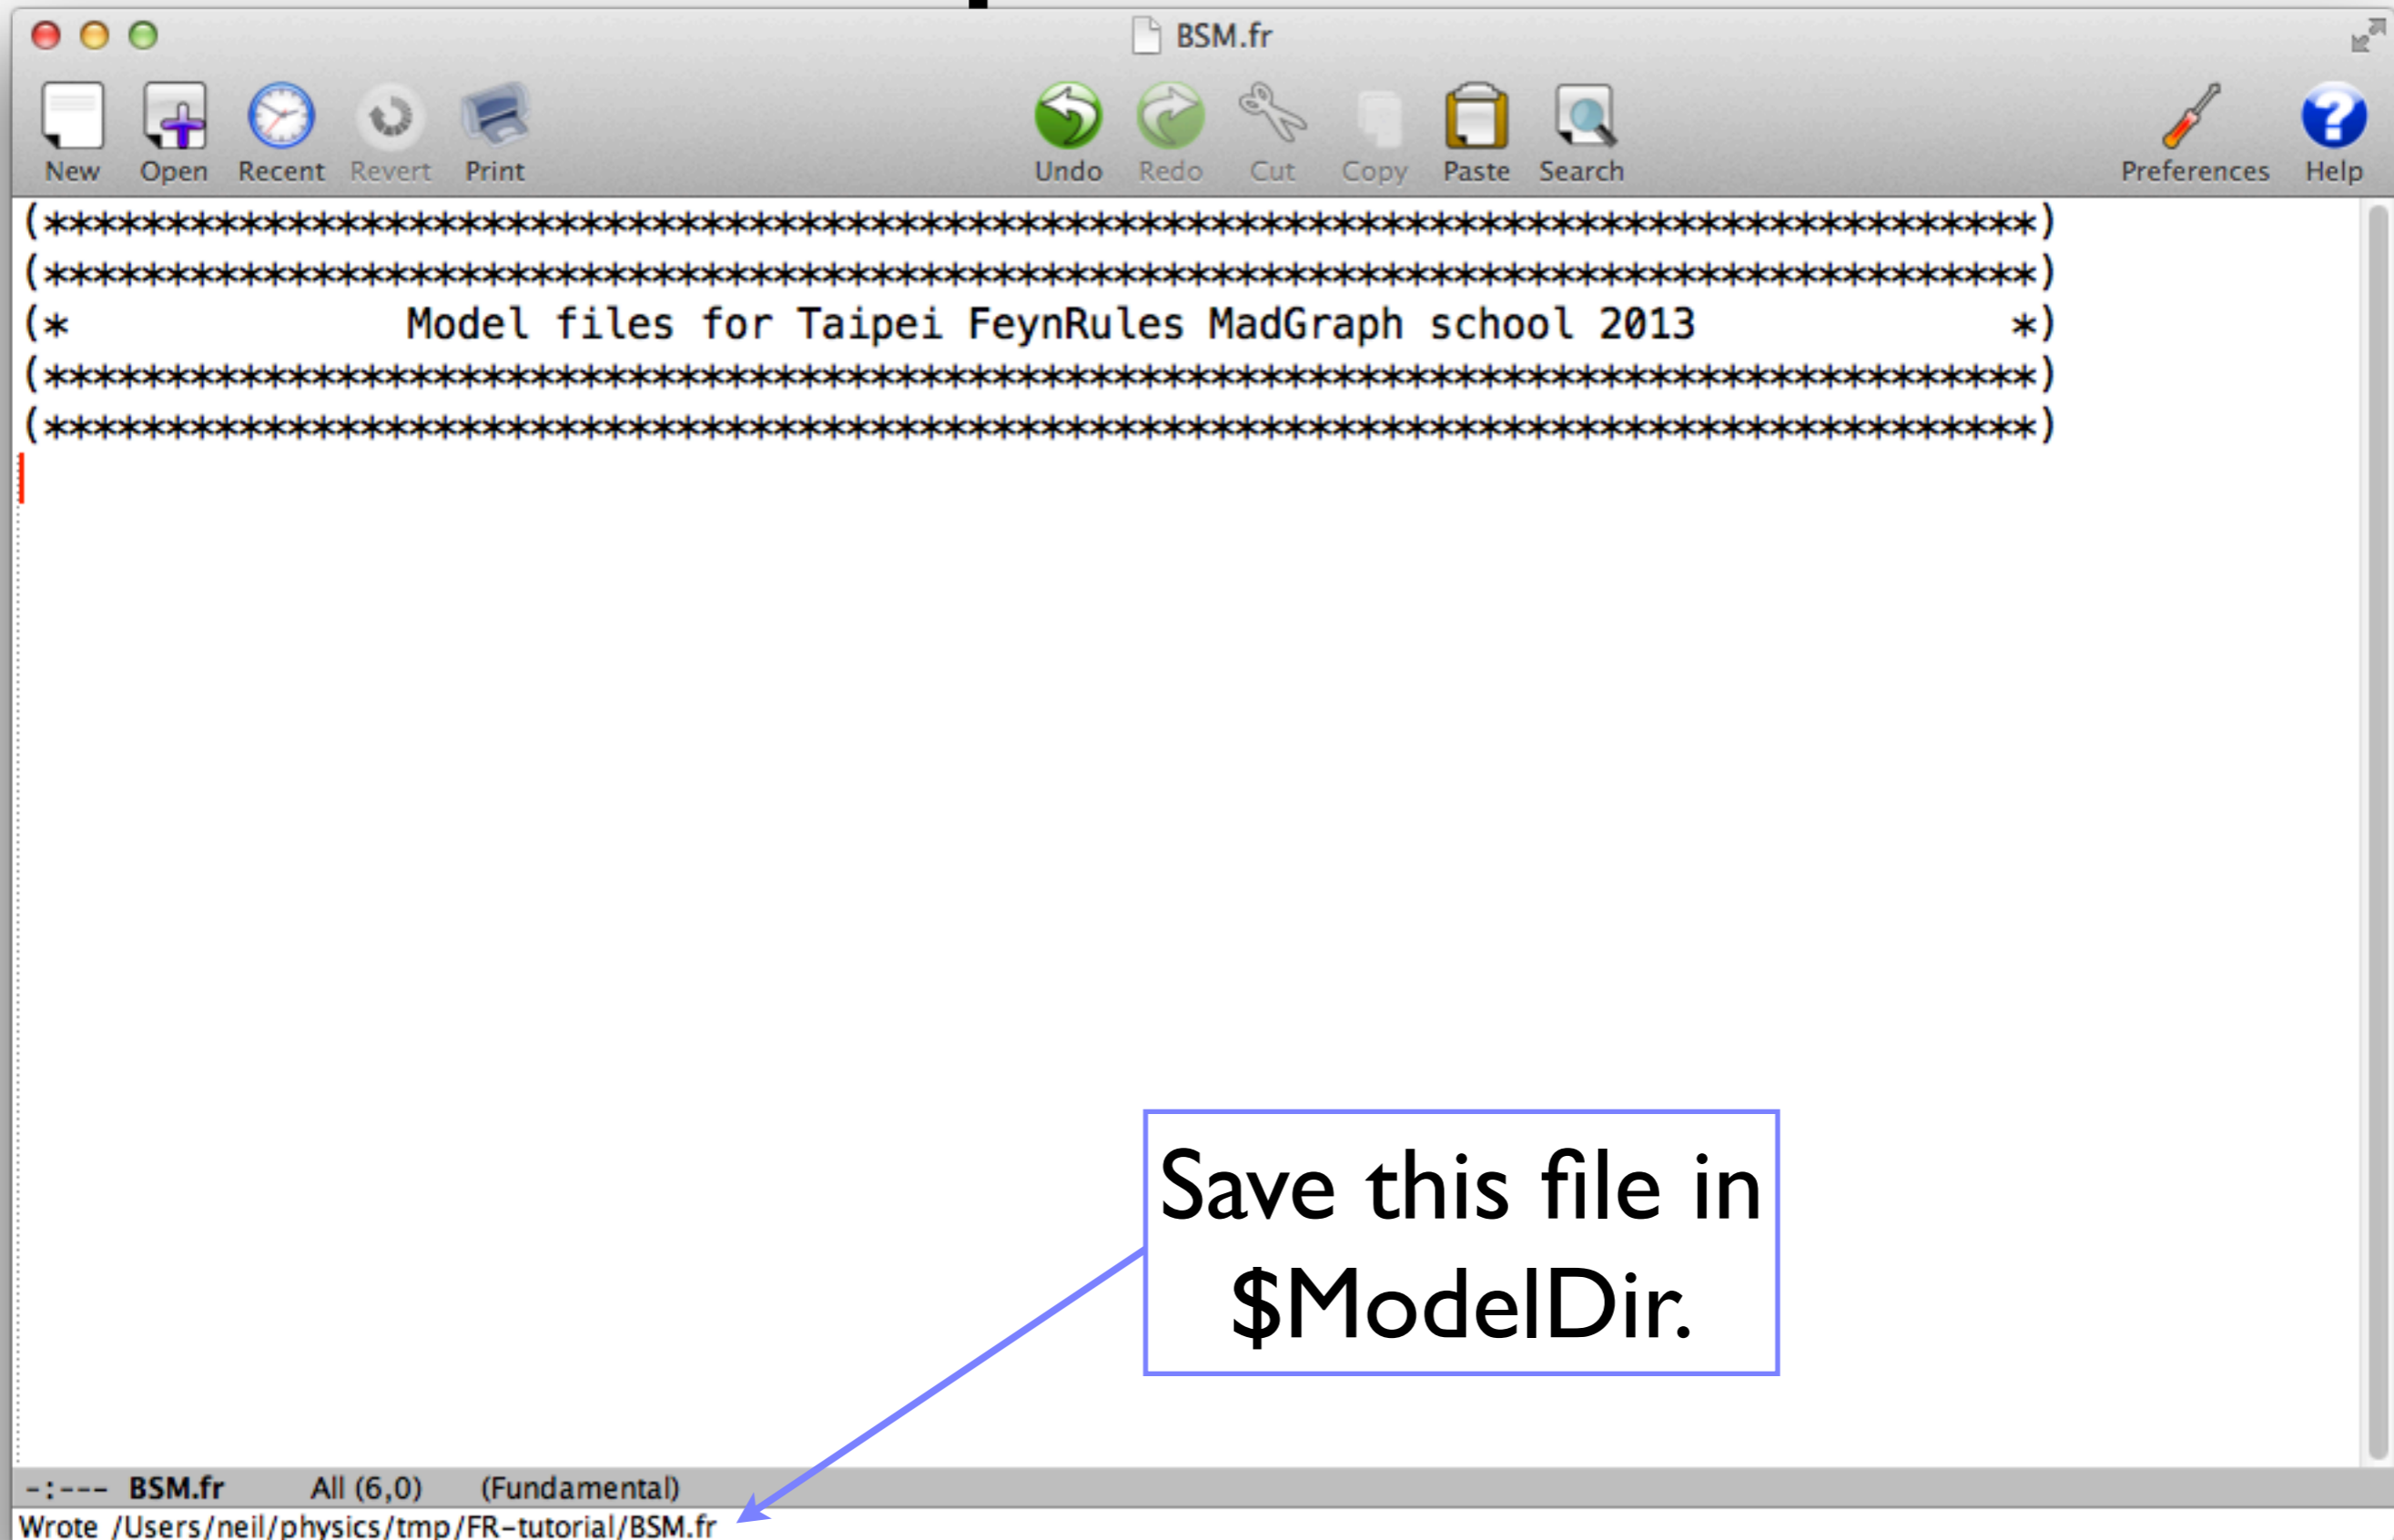 BSM.fr
New Open Recent Revert Print Undo Redo Cut Copy Paste Search Preferences Help
(*******************************************************************************)
(*******************************************************************************)
(* Model files for Taipei FeynRules MadGraph school 2013 *)
(*******************************************************************************)
(*******************************************************************************)
Save this file in
$ModelDir.
-:--- BSM.fr All (6,0) (Fundamental)
Wrote /Users/neil/physics/tmp/FR-tutorial/BSM.fr